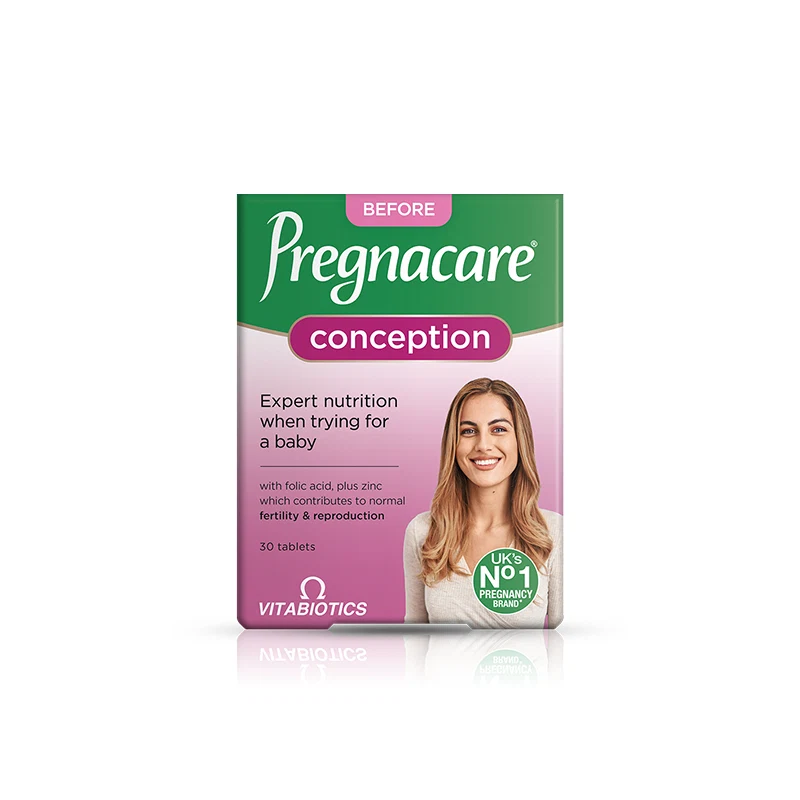 BEFORE
Pregnacare®
conception
Expert nutrition
when trying for
a baby
with folic acid, plus zinc
which contributes to normal
fertility & reproduction
30 tablets
VITABIOTICS
UK's
Nº1
PREGNANCY
BRAND*